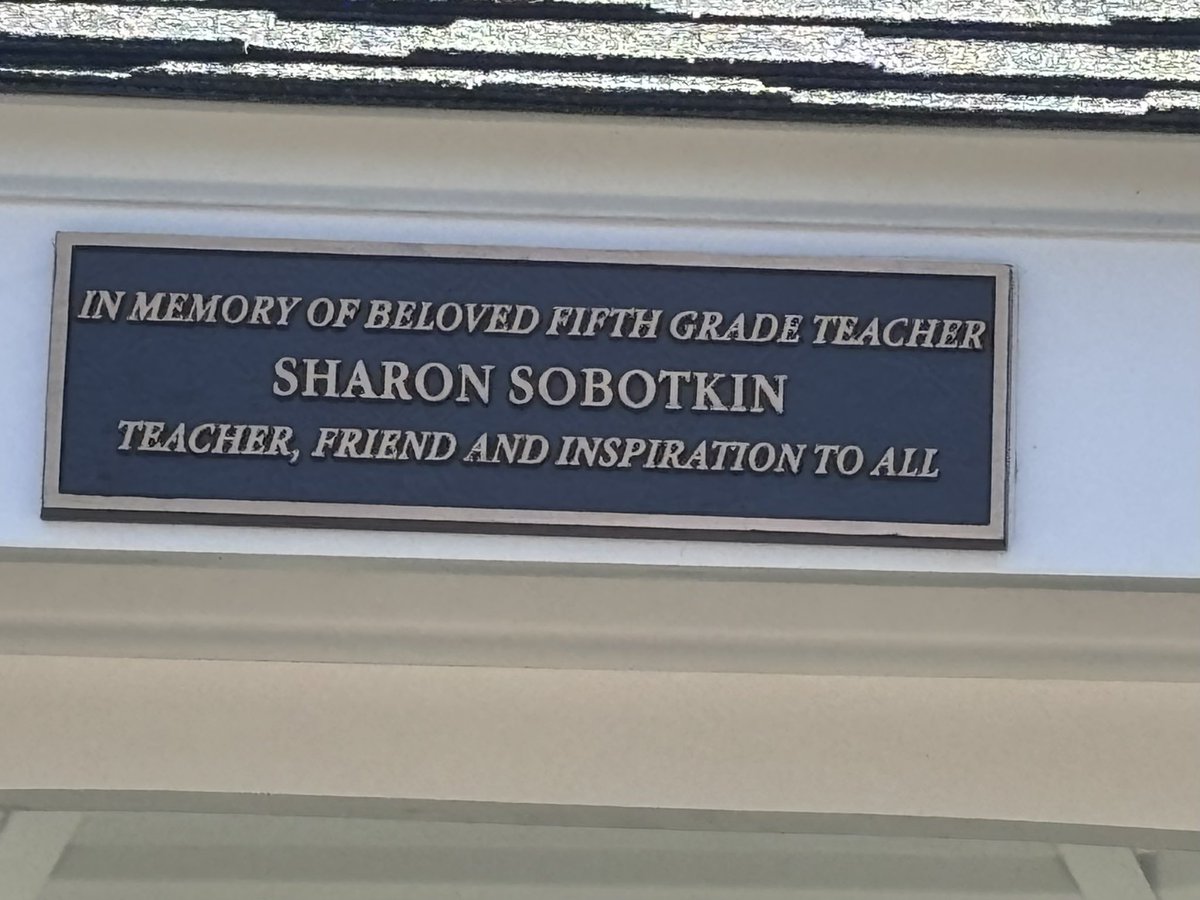 IN MEMORY OF BELOVED FIFTH GRADE TEACHER
SHARON SOBOTKIN
TEACHER, FRIEND AND INSPIRATION TO ALL